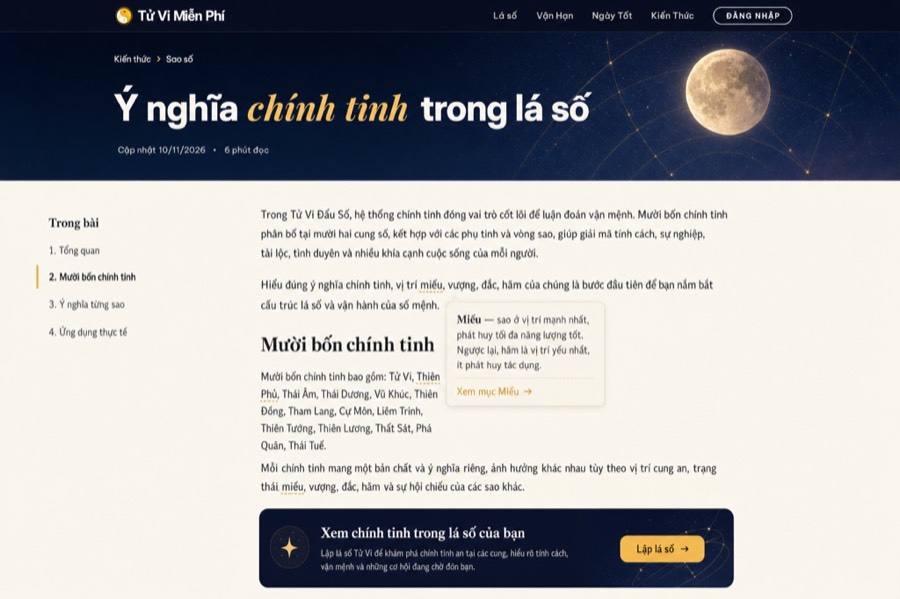 Tử Vi Miễn Phí
Lá số
Vận Hạn
Ngày Tốt
Kiến Thức
ĐĂNG NHẬP
Kiến thức > Sao số
Ý nghĩa chính tinh trong lá số
Cập nhật 10/11/2026 • 6 phút đọc
Trong bài
1. Tổng quan
2. Mười bốn chính tinh
3. Ý nghĩa từng sao
4. Ứng dụng thực tế
Trong Tử Vi Đẩu Số, hệ thống chính tinh đóng vai trò cốt lõi để luận đoán vận mệnh. Mười bốn chính tinh
phân bố tại mười hai cung số, kết hợp với các phụ tinh và vòng sao, giúp giải mã tính cách, sự nghiệp,
tài lộc, tình duyên và nhiều khía cạnh cuộc sống của mỗi người.
Hiểu đúng ý nghĩa chính tinh, vị trí miếu, vượng, đắc, hãm của chúng là bước đầu tiên để bạn nắm bắt
cấu trúc lá số và vận hành của số mệnh.
Miếu — sao ở vị trí mạnh nhất,
phát huy tối đa năng lượng tốt.
Ngược lại, hãm là vị trí yếu nhất,
ít phát huy tác dụng.
Xem mục Miếu →
Mười bốn chính tinh
Mười bốn chính tinh bao gồm: Tử Vi, Thiên
Phủ, Thái Âm, Thái Dương, Vũ Khúc, Thiên
Đồng, Tham Lang, Cự Môn, Liêm Trinh,
Thiên Tướng, Thiên Lương, Thất Sát, Phá
Quân, Thái Tuế.
Mỗi chính tinh mang một bản chất và ý nghĩa riêng, ảnh hưởng khác nhau tùy theo vị trí cung an, trạng
thái miếu, vượng, đắc, hãm và sự hội chiếu của các sao khác.
Xem chính tinh trong lá số của bạn
Lập lá số Tử Vi để khám phá chính tinh an tại các cung, hiểu rõ tính cách,
vận mệnh và những cơ hội đang chờ đón bạn.
Lập lá số →